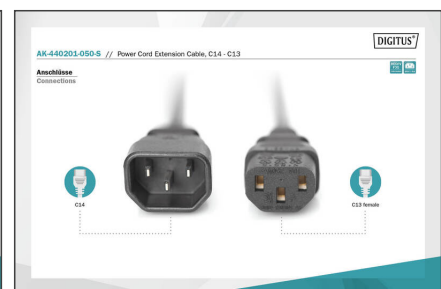 DIGITUS®
AK-440201-050-S // Power Cord Extension Cable, C14 - C13
Anschlüsse
Connections
C14
C13 female